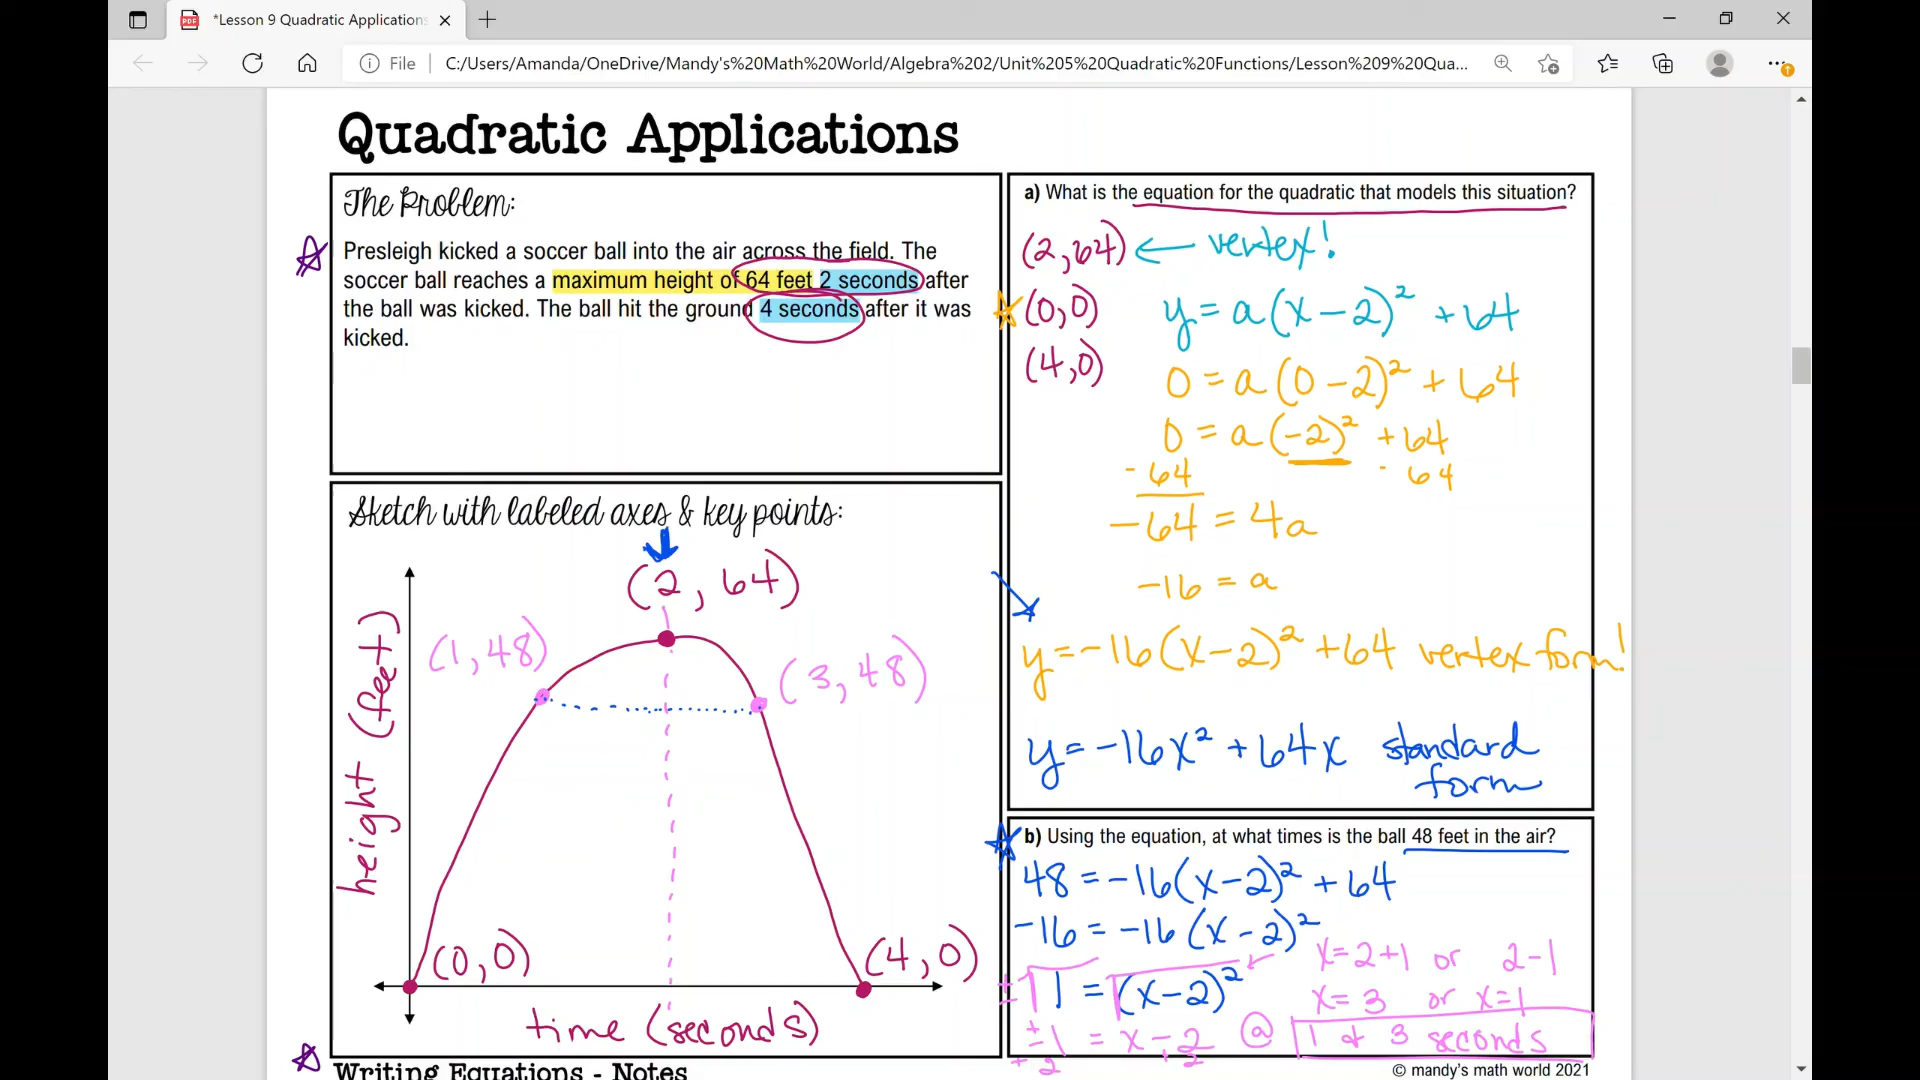 *Lesson 9 Quadratic Applications
File C:/Users/Amanda/OneDrive/Mandy's%20Math%20World/Algebra%202/Unit%205%20Quadratic%20Functions/Lesson%209%20Qua...
Quadratic Applications
The Problem:
Presleigh kicked a soccer ball into the air across the field. The
soccer ball reaches a maximum height of 64 feet 2 seconds after
the ball was kicked. The ball hit the ground 4 seconds after it was
kicked.
Sketch with labeled axes & key points:
(2, 64)
(1, 48)
(3, 48)
height (feet)
(0,0)
(4,0)
time (seconds)
Writing Equations - Notes
a) What is the equation for the quadratic that models this situation?
(2,64) ← vertex!
(0,0) y = a(x-2)² + 64
(4,0)
0 = a(0-2)² + 64
0 = a(-2)² + 64
-64 -64
-64 = 4a
-16 = a
y = -16(x-2)² + 64 vertex form!
y = -16x² + 64x standard
form
b) Using the equation, at what times is the ball 48 feet in the air?
48 = -16(x-2)² + 64
-16 = -16(x-2)²
x = 2+1 or 2-1
±√1 = √(x-2)²
x = 3 or x = 1
±1 = x-2 @ 1 & 3 seconds
+2 +2
© mandy's math world 2021